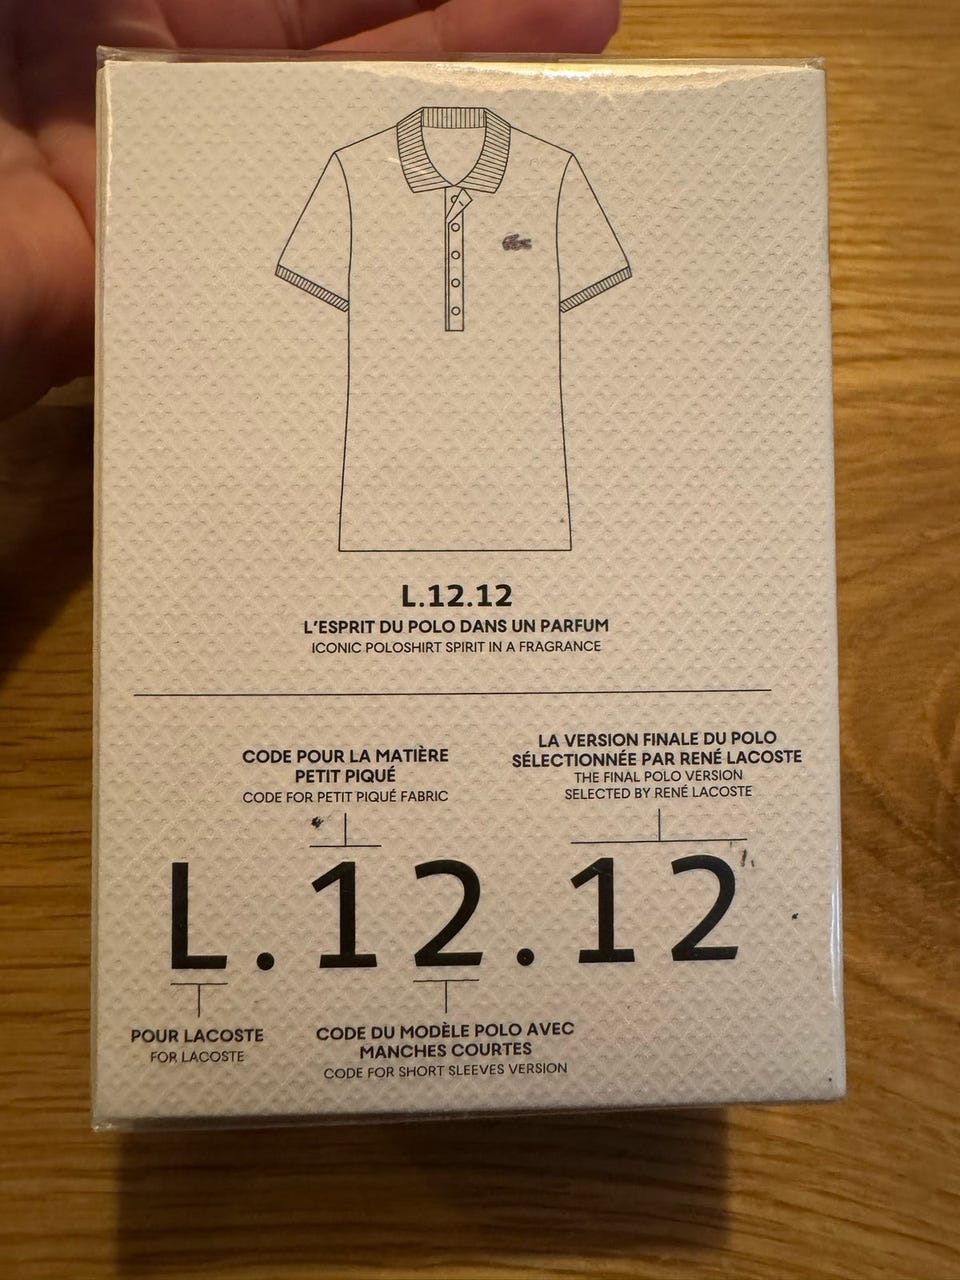 L.12.12
L'ESPRIT DU POLO DANS UN PARFUM
ICONIC POLOSHIRT SPIRIT IN A FRAGRANCE
CODE POUR LA MATIÈRE
PETIT PIQUÉ
CODE FOR PETIT PIQUÉ FABRIC
LA VERSION FINALE DU POLO
SÉLECTIONNÉE PAR RENÉ LACOSTE
THE FINAL POLO VERSION
SELECTED BY RENÉ LACOSTE
L.12.12
POUR LACOSTE
FOR LACOSTE
CODE DU MODÈLE POLO AVEC
MANCHES COURTES
CODE FOR SHORT SLEEVES VERSION